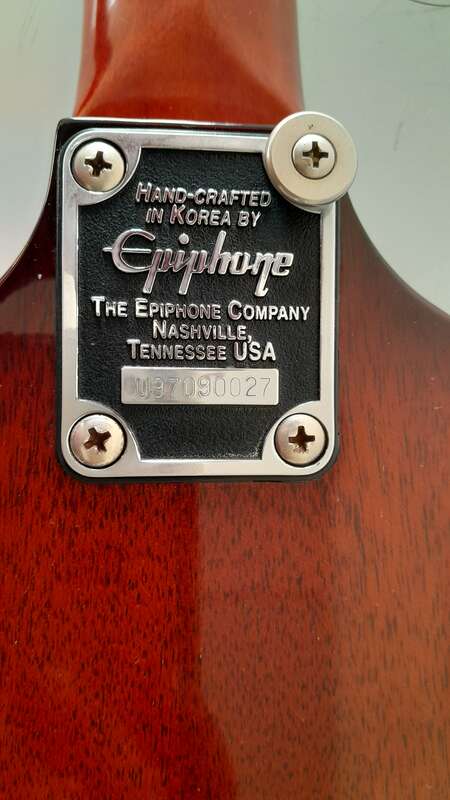 HAND-CRAFTED
IN KOREA BY
Epiphone
THE EPIPHONE COMPANY
NASHVILLE,
TENNESSEE USA
U97090027